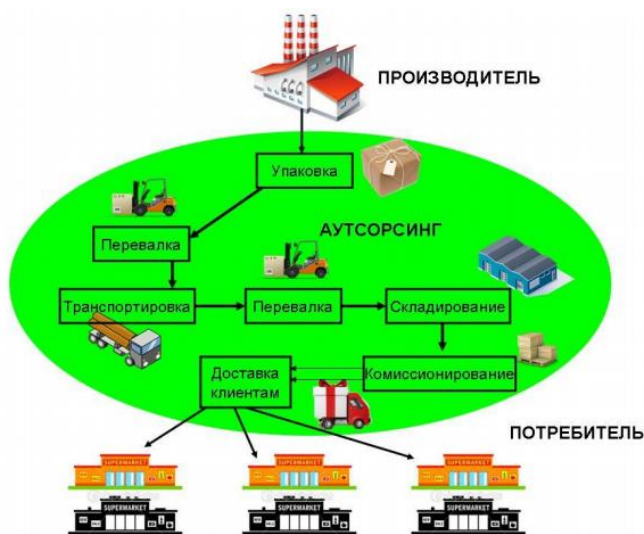 ПРОИЗВОДИТЕЛЬ
Упаковка
АУТСОРСИНГ
Перевалка
Транспортировка
Перевалка
Складирование
Доставка
клиентам
Комиссионирование
ПОТРЕБИТЕЛЬ
SUPERMARKET
SUPERMARKET
SUPERMARKET
SUPERMARKET
SUPERMARKET
SUPERMARKET